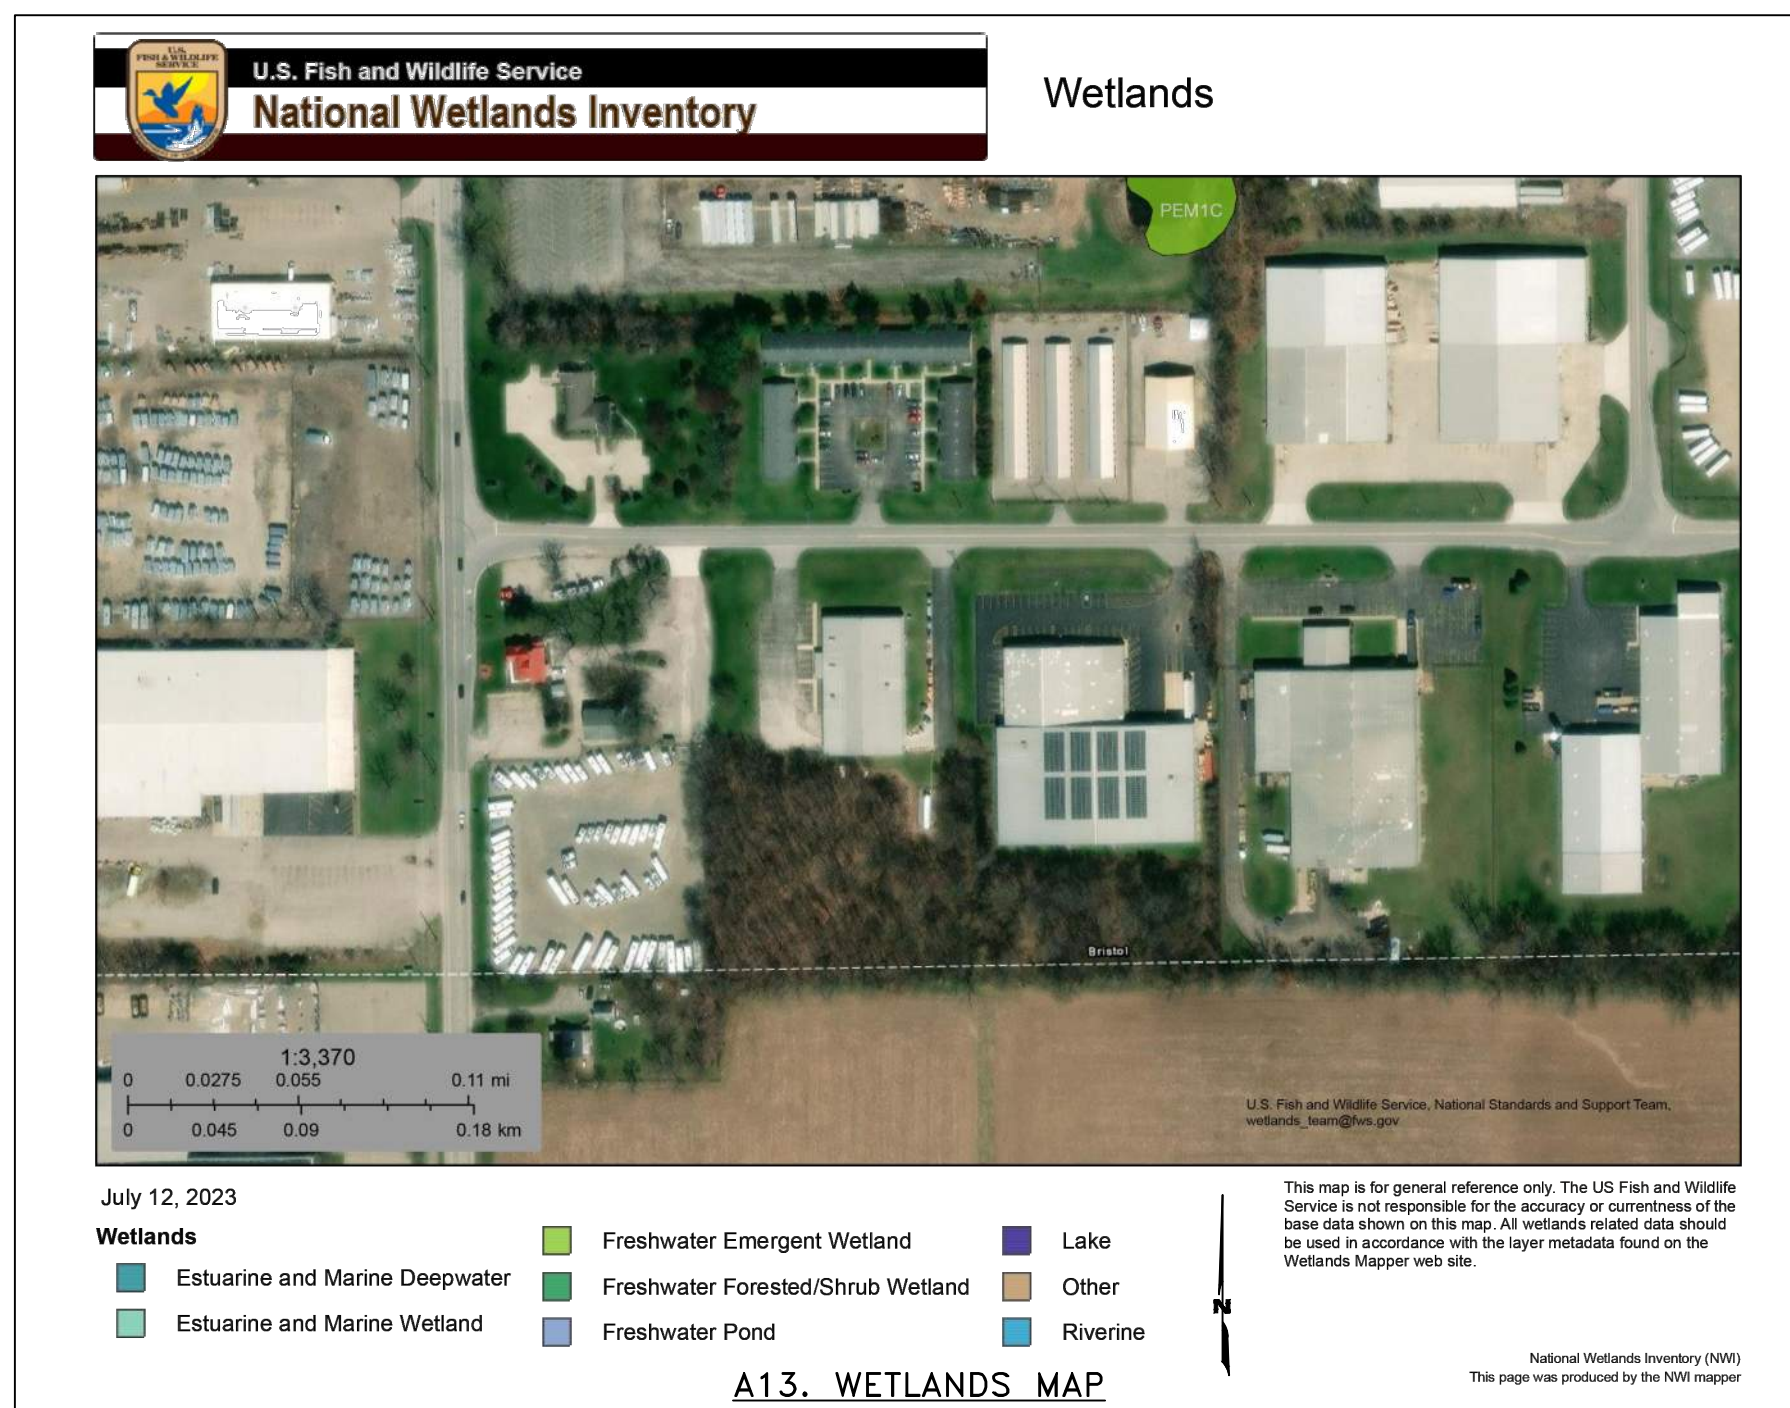 U.S.
FISH & WILDLIFE
SERVICE
U.S. Fish and Wildlife Service
National Wetlands Inventory
Wetlands
PEM1C
Bristol
1:3,370
0 0.0275 0.055 0.11 mi
0 0.045 0.09 0.18 km
U.S. Fish and Wildlife Service, National Standards and Support Team,
wetlands_team@fws.gov
July 12, 2023
Wetlands
Estuarine and Marine Deepwater
Estuarine and Marine Wetland
Freshwater Emergent Wetland
Freshwater Forested/Shrub Wetland
Freshwater Pond
Lake
Other
Riverine
N
This map is for general reference only. The US Fish and Wildlife
Service is not responsible for the accuracy or currentness of the
base data shown on this map. All wetlands related data should
be used in accordance with the layer metadata found on the
Wetlands Mapper web site.
National Wetlands Inventory (NWI)
This page was produced by the NWI mapper
A13. WETLANDS MAP